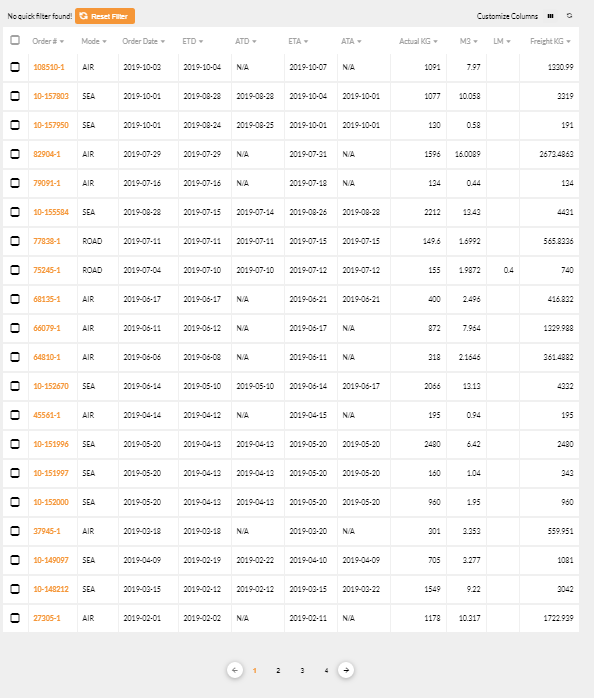 No quick filter found! Reset Filter Customize Columns
Order # Mode Order Date ETD ATD ETA ATA Actual KG M3 LM Freight KG
108510-1 AIR 2019-10-03 2019-10-04 N/A 2019-10-07 N/A 1091 7.97 1330.99
10-157803 SEA 2019-10-01 2019-08-28 2019-08-28 2019-10-04 2019-10-01 1077 10.058 3319
10-157950 SEA 2019-10-01 2019-08-24 2019-08-25 2019-10-01 2019-10-01 130 0.58 191
82904-1 AIR 2019-07-29 2019-07-29 N/A 2019-07-31 N/A 1596 16.0089 2673.4863
79091-1 AIR 2019-07-16 2019-07-16 N/A 2019-07-18 N/A 134 0.44 134
10-155584 SEA 2019-08-28 2019-07-15 2019-07-14 2019-08-26 2019-08-28 2212 13.43 4431
77838-1 ROAD 2019-07-11 2019-07-11 2019-07-11 2019-07-15 2019-07-15 149.6 1.6992 565.8336
75245-1 ROAD 2019-07-04 2019-07-10 2019-07-10 2019-07-12 2019-07-12 155 1.9872 0.4 740
68135-1 AIR 2019-06-17 2019-06-17 N/A 2019-06-21 2019-06-21 400 2.496 416.832
66079-1 AIR 2019-06-11 2019-06-12 N/A 2019-06-17 N/A 872 7.964 1329.988
64810-1 AIR 2019-06-06 2019-06-08 N/A 2019-06-11 N/A 318 2.1646 361.4882
10-152670 SEA 2019-06-14 2019-05-10 2019-05-10 2019-06-14 2019-06-17 2066 13.13 4332
45561-1 AIR 2019-04-14 2019-04-12 N/A 2019-04-15 N/A 195 0.94 195
10-151996 SEA 2019-05-20 2019-04-13 2019-04-13 2019-05-20 2019-05-20 2480 6.42 2480
10-151997 SEA 2019-05-20 2019-04-13 2019-04-13 2019-05-20 2019-05-20 160 1.04 343
10-152000 SEA 2019-05-20 2019-04-13 2019-04-13 2019-05-20 2019-05-20 960 1.95 960
37945-1 AIR 2019-03-18 2019-03-18 N/A 2019-03-20 N/A 301 3.353 559.951
10-149097 SEA 2019-04-09 2019-02-19 2019-02-22 2019-04-10 2019-04-09 705 3.277 1081
10-148212 SEA 2019-03-15 2019-02-12 2019-02-12 2019-03-15 2019-03-22 1549 9.22 3042
27305-1 AIR 2019-02-01 2019-02-02 N/A 2019-02-11 N/A 1178 10.317 1722.939
1 2 3 4